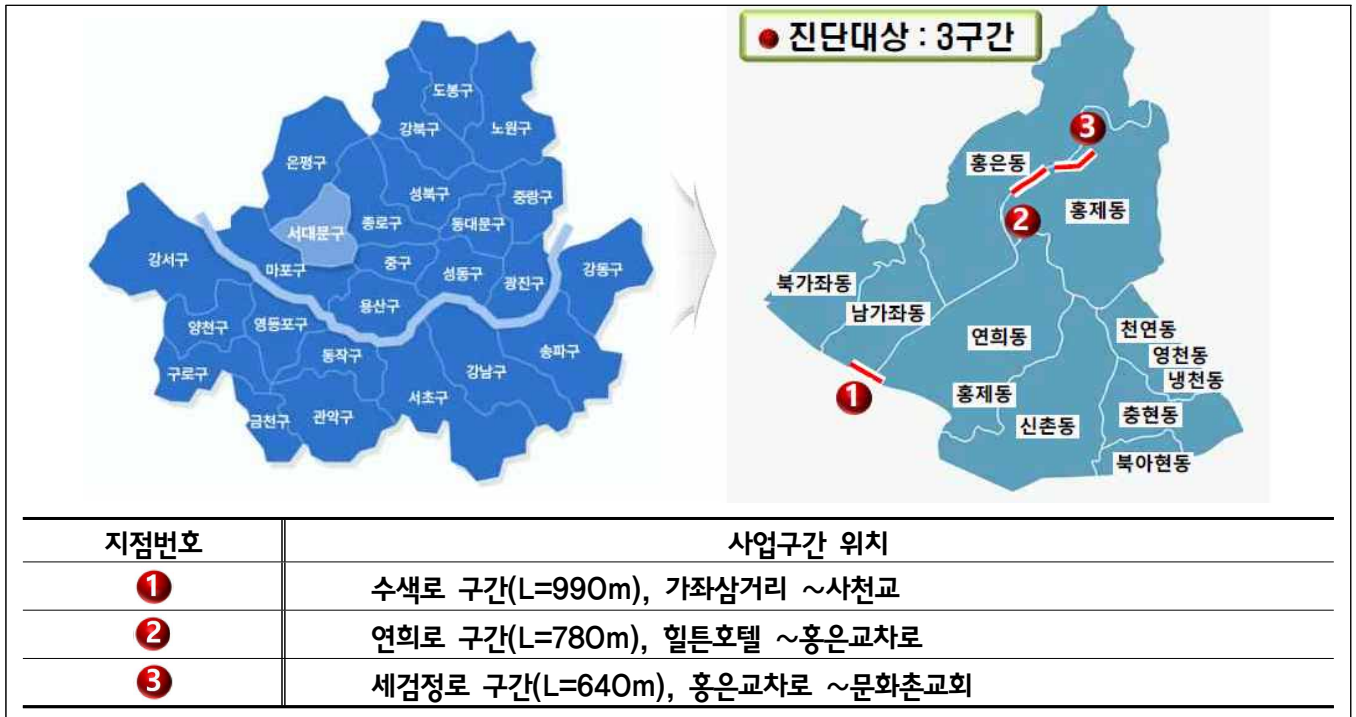 ● 진단대상 : 3구간
도봉구
강북구
노원구
은평구
성북구
중랑구
서대문구
종로구
동대문구
강서구
마포구
중구
성동구
광진구
강동구
용산구
양천구
영등포구
동작구
송파구
구로구
강남구
서초구
금천구
관악구
3
홍은동
홍제동
2
북가좌동
남가좌동
연희동
천연동
영천동
냉천동
1
홍제동
신촌동
충현동
북아현동
지점번호 사업구간 위치
1 수색로 구간(L=990m), 가좌삼거리 ~사천교
2 연희로 구간(L=780m), 힐튼호텔 ~홍은교차로
3 세검정로 구간(L=640m), 홍은교차로 ~문화촌교회